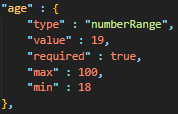 "age" : {
"type" : "numberRange",
"value" : 19,
"required" : true,
"max" : 100,
"min" : 18
},